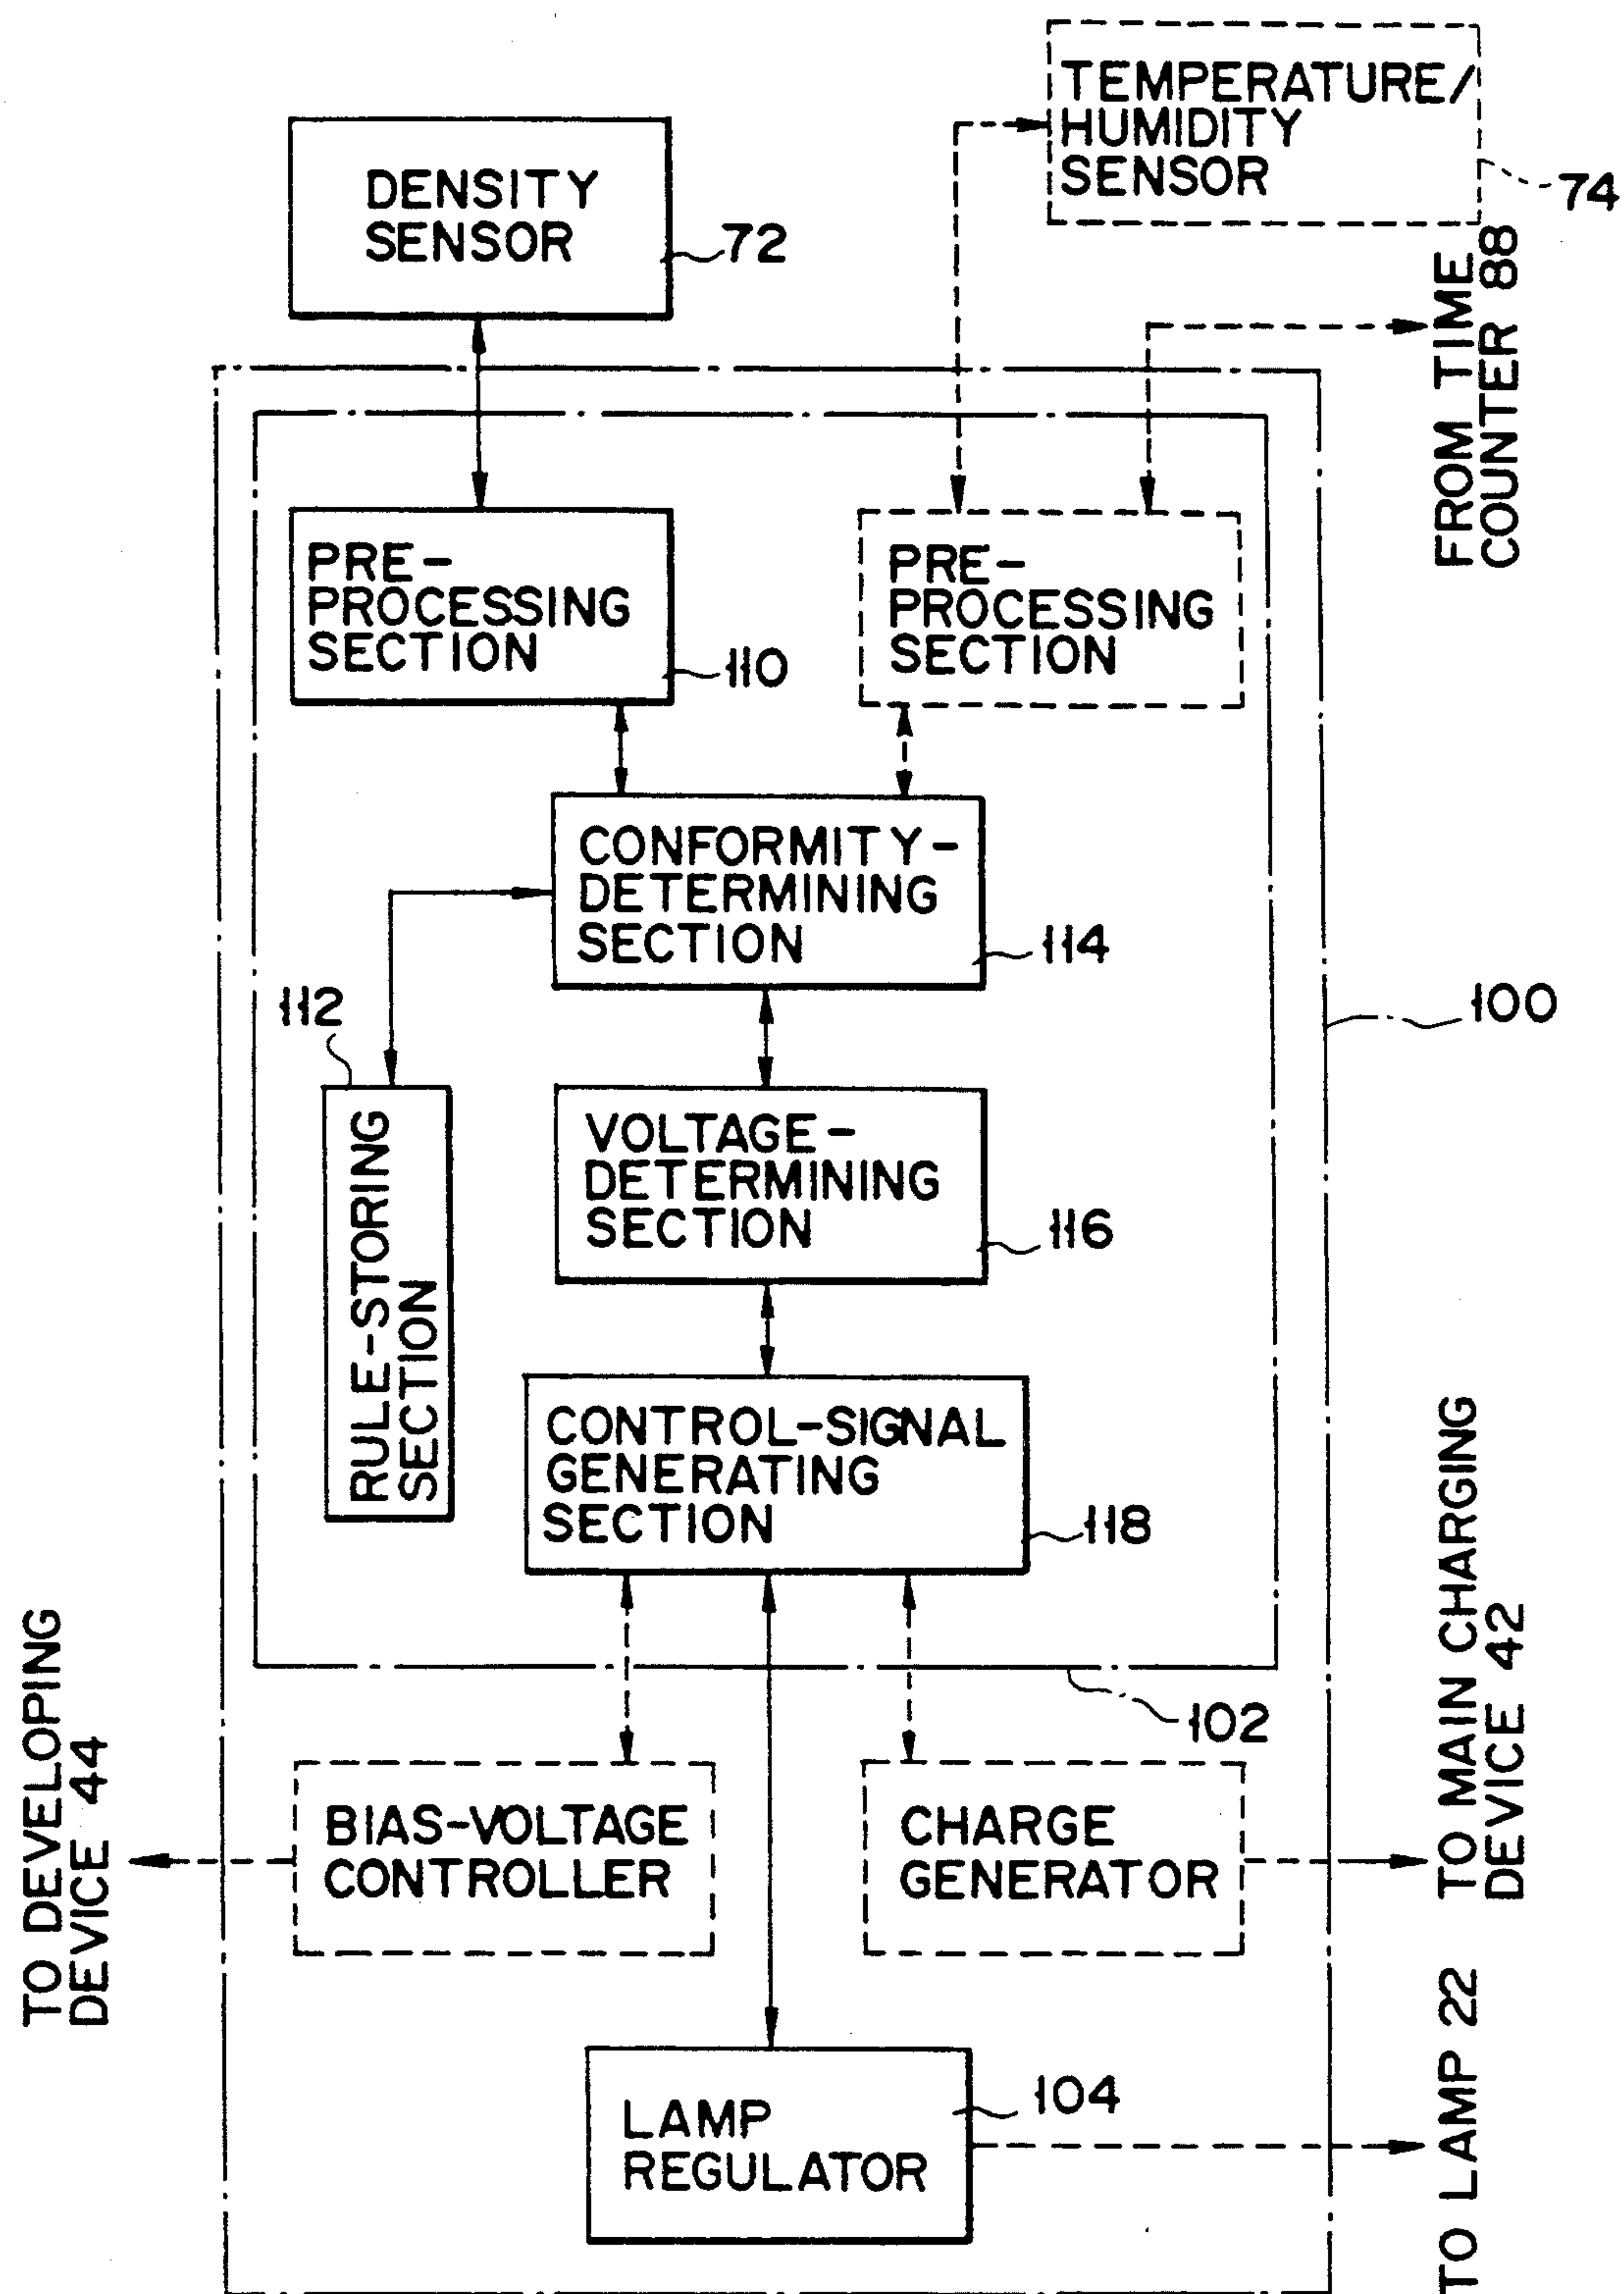 TEMPERATURE/
HUMIDITY
SENSOR
74
DENSITY
SENSOR
72
FROM TIME
COUNTER 88
PRE-
PROCESSING
SECTION
110
PRE-
PROCESSING
SECTION
CONFORMITY-
DETERMINING
SECTION
114
112
100
RULE-STORING
SECTION
VOLTAGE-
DETERMINING
SECTION
116
CONTROL-SIGNAL
GENERATING
SECTION
118
102
TO DEVELOPING
DEVICE 44
BIAS-VOLTAGE
CONTROLLER
CHARGE
GENERATOR
TO MAIN CHARGING
DEVICE 42
LAMP
REGULATOR
104
TO LAMP 22